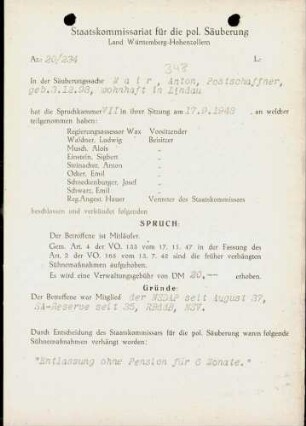 Staatskommissariat für die pol. Säuberung
Land Württemberg-Hohenzollern
Az: 20/234
L:
348
In der Säuberungssache Mair, Anton, Postschaffner,
geb.3.12.98, wohnhaft in Lindau
hat die Spruchkammer VII in ihrer Sitzung am 17.9.1949, an welcher
teilgenommen haben:
Regierungsassessor Wax Vorsitzender
Waldner, Ludwig Beisitzer
Musch, Alois „
Einstein, Sigbert „
Steinacher, Anton „
Ocker, Emil „
Schneckenburger, Josef „
Schwarz, Emil „
Reg.Angest. Hauer Vertreter des Staatskommissars
beschlossen und verkündet folgenden
SPRUCH:
Der Betroffene ist Mitläufer.
Gem. Art. 4 der VO. 133 vom 17. 11. 47 in der Fassung des
Art. 5 der VO. 165 vom 13. 7. 48 sind die früher verhängten
Sühnemaßnahmen aufgehoben.
Es wird eine Verwaltungsgebühr von DM 20.-- erhoben.
Gründe:
Der Betroffene war Mitglied der NSDAP seit August 37,
SA-Reserve seit 35, RBdDB, RKB.
Durch Entscheidung des Staatskommissars für die pol. Säuberung waren folgende
Sühnemaßnahmen verhängt worden:
"Entlassung ohne Pension für 6 Monate."